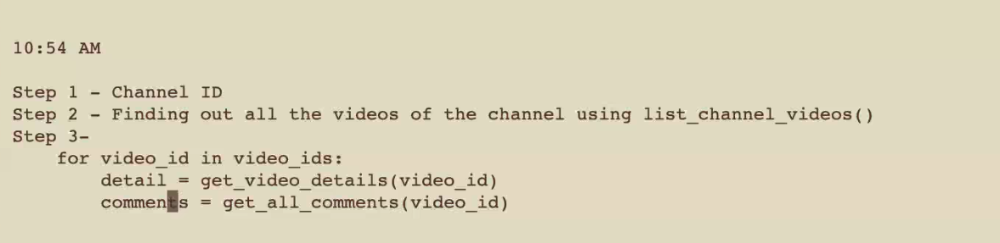 10:54 AM
Step 1 - Channel ID
Step 2 - Finding out all the videos of the channel using list_channel_videos()
Step 3-
for video_id in video_ids:
detail = get_video_details(video_id)
comments = get_all_comments(video_id)